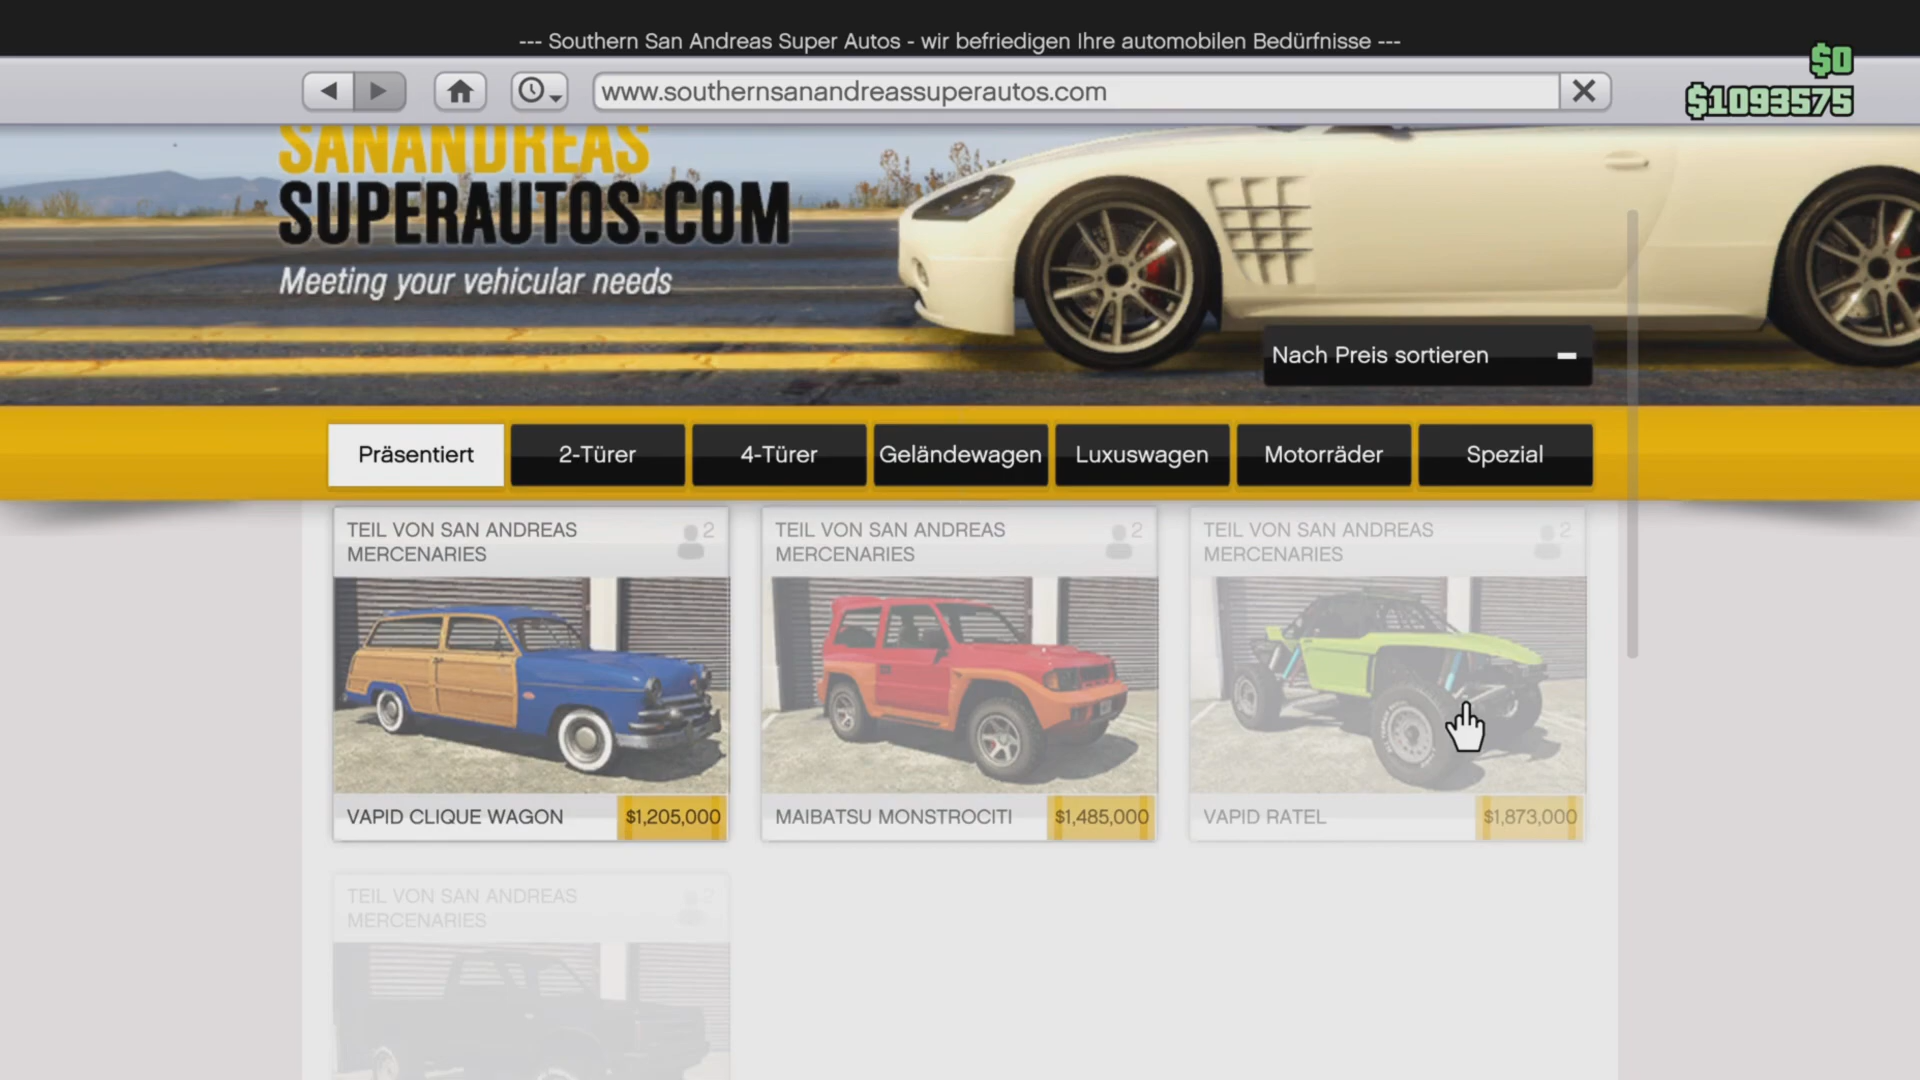 --- Southern San Andreas Super Autos - wir befriedigen Ihre automobilen Bedürfnisse ---
$0
www.southernsanandreassuperautos.com
$1093575
SANANDREAS
SUPERAUTOS.COM
Meeting your vehicular needs
Nach Preis sortieren
Präsentiert
2-Türer
4-Türer
Geländewagen
Luxuswagen
Motorräder
Spezial
TEIL VON SAN ANDREAS
MERCENARIES
2
TEIL VON SAN ANDREAS
MERCENARIES
2
TEIL VON SAN ANDREAS
MERCENARIES
2
VAPID CLIQUE WAGON
$1,205,000
MAIBATSU MONSTROCITI
$1,485,000
VAPID RATEL
$1,873,000
TEIL VON SAN ANDREAS
MERCENARIES
2